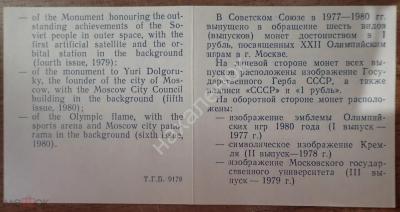 — of the Monument honouring the out-
standing achievements of the So-
viet people in outer space, with the
first artificial satellite and the or-
bital station in the background
(fourth issue, 1979);
— of the monument to Yuri Dolgoru-
ky, the founder of the city of Mos-
cow, with the Moscow City Council
building in the background (fifth
issue, 1980);
— of the Olympic flame, with the
sports arena and Moscow city pano-
rama in the background (sixth issue,
1980).
Т.Г.Б. 9179
В Советском Союзе в 1977—1980 гг.
выпущено в обращение шесть видов
(выпусков) монет достоинством в 1
рубль, посвященных XXII Олимпийским
играм в г. Москве.
На лицевой стороне монет всех вы-
пусков расположены изображение Госу-
дарственного Герба СССР, а также
надписи «СССР» и «1 рубль».
На оборотной стороне монет располо-
жены:
— изображение эмблемы Олимпий-
ских игр 1980 года (I выпуск—
1977 г.)
— символическое изображение Крем-
ля (II выпуск—1978 г.)
— изображение Московского государ-
ственного университета (III вы-
пуск—1979 г.)